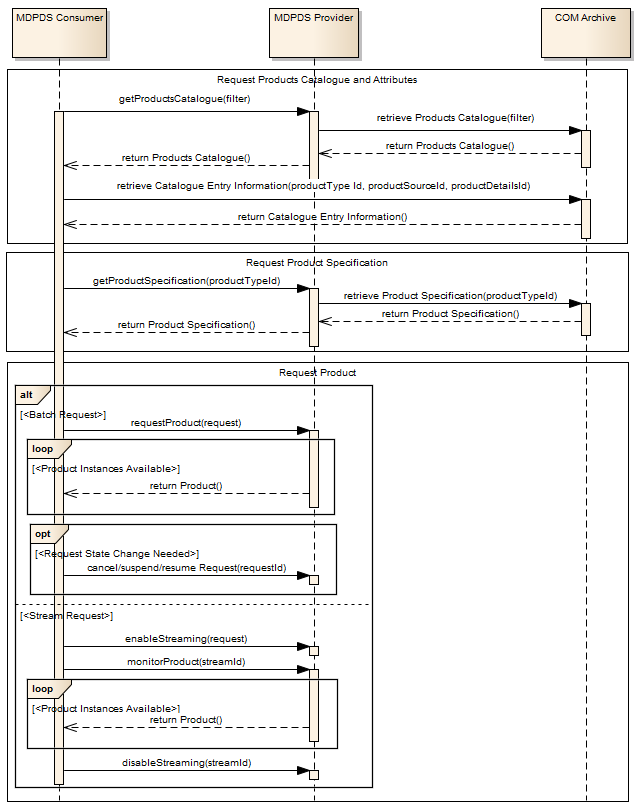 MDPDS Consumer
MDPDS Provider
COM Archive
Request Products Catalogue and Attributes
getProductsCatalogue(filter)
retrieve Products Catalogue(filter)
return Products Catalogue()
return Products Catalogue()
retrieve Catalogue Entry Information(productType Id, productSourceId, productDetailsId)
return Catalogue Entry Information()
Request Product Specification
getProductSpecification(productTypeId)
retrieve Product Specification(productTypeId)
return Product Specification()
return Product Specification()
Request Product
alt
[<Batch Request>]
requestProduct(request)
loop
[<Product Instances Available>]
return Product()
opt
[<Request State Change Needed>]
cancel/suspend/resume Request(requestId)
[<Stream Request>]
enableStreaming(request)
monitorProduct(streamId)
loop
[<Product Instances Available>]
return Product()
disableStreaming(streamId)